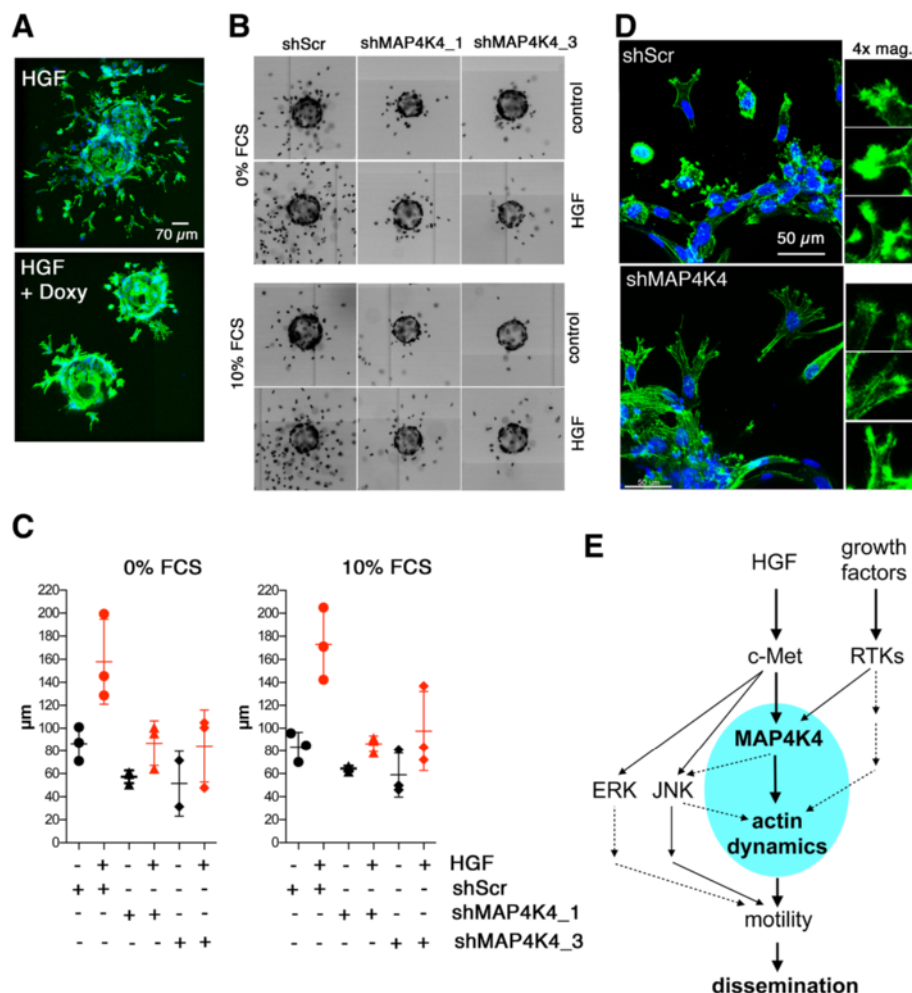 A
HGF
70 µm
HGF
+ Doxy
B
shScr
shMAP4K4_1
shMAP4K4_3
0% FCS
control
HGF
10% FCS
control
HGF
D
4x mag.
shScr
50 µm
shMAP4K4
50 µm
C
0% FCS
10% FCS
µm
220
200
180
160
140
120
100
80
60
40
20
0
µm
220
200
180
160
140
120
100
80
60
40
20
0
- + - + - + - + - + - + HGF
+ + - - - - + + - - - - shScr
- - + + - - - - + + - - shMAP4K4_1
- - - - + + - - - - + + shMAP4K4_3
E
HGF
growth
factors
c-Met
RTKs
MAP4K4
ERK
JNK
actin
dynamics
motility
dissemination